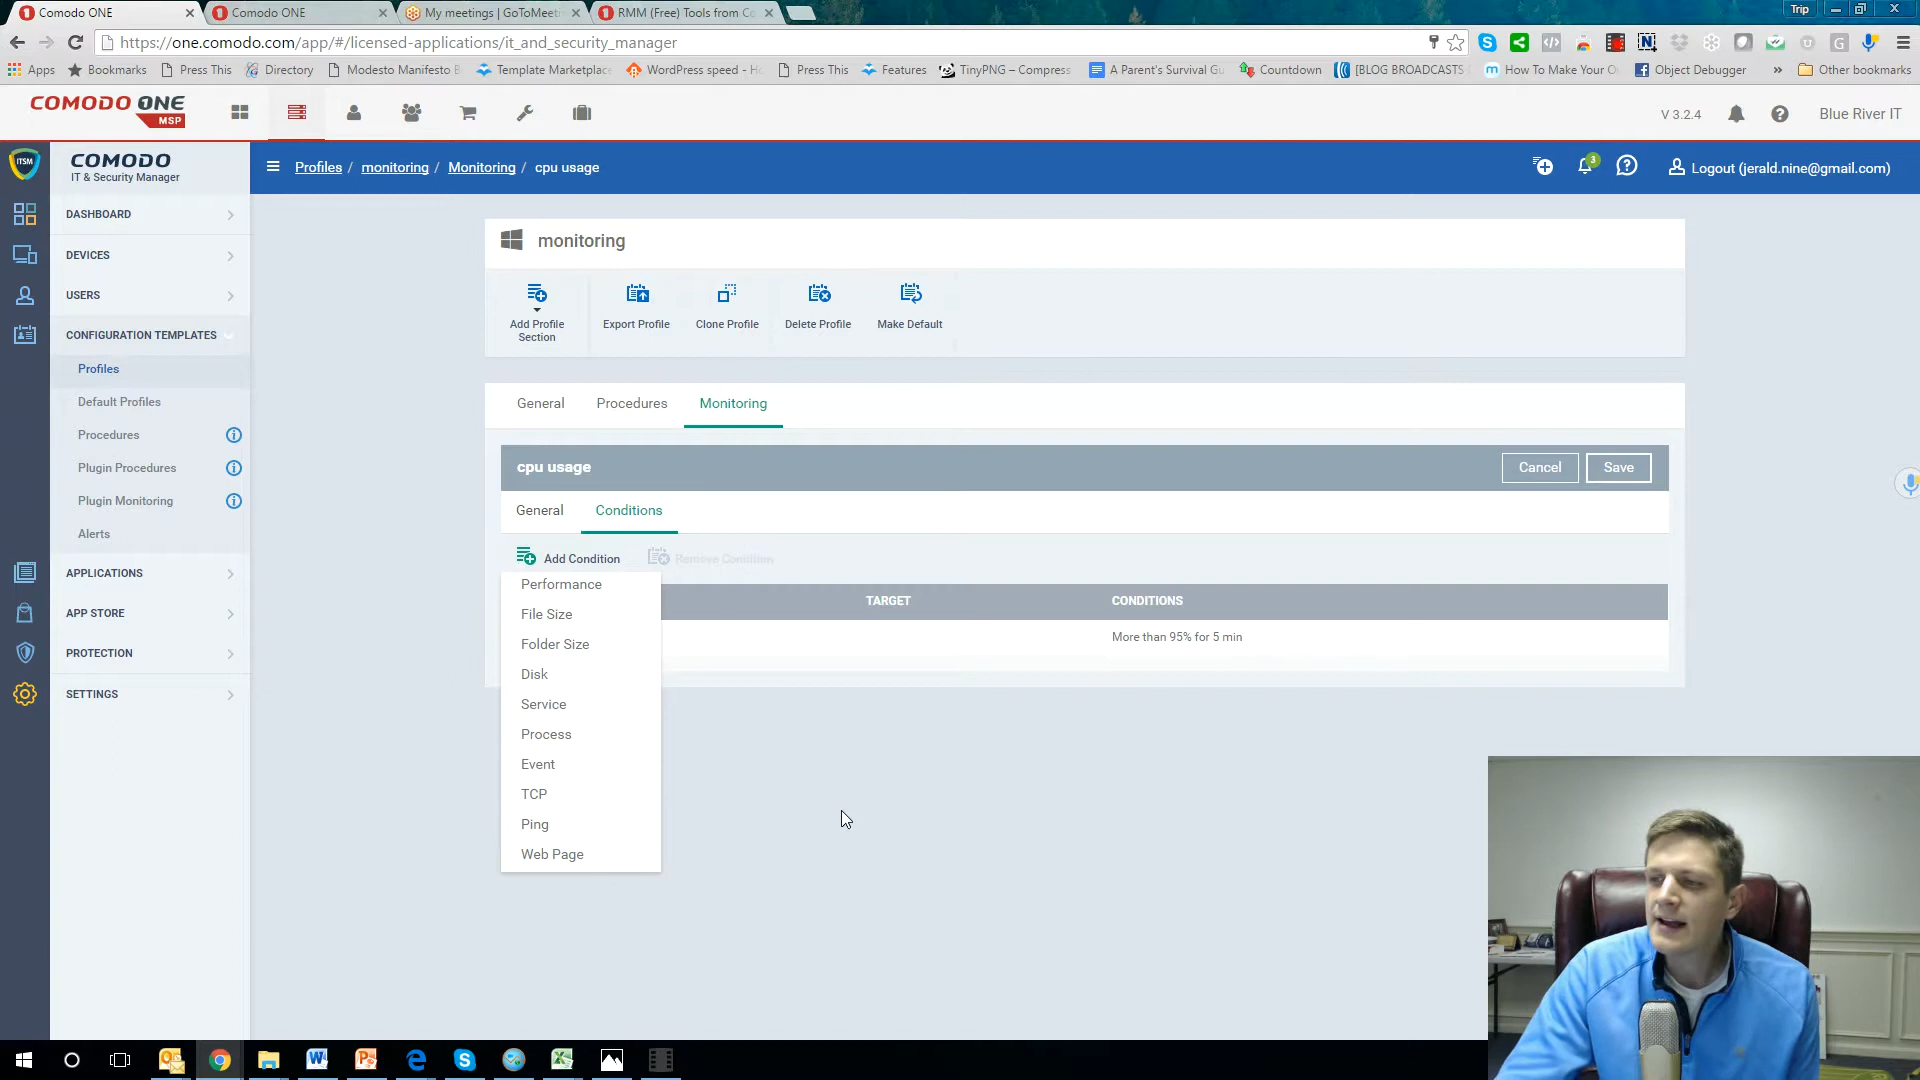 Comodo ONE
Comodo ONE
My meetings | GoToMeeti
RMM (Free) Tools from Co
Trip
https://one.comodo.com/app/#/licensed-applications/it_and_security_manager
Apps
Bookmarks
Press This
Directory
Modesto Manifesto B
Template Marketplace
WordPress speed - Ho
Press This
Features
TinyPNG – Compress
A Parent's Survival Gu
Countdown
[BLOG BROADCASTS
How To Make Your O
Object Debugger
»
Other bookmarks
COMODO ONE
MSP
V 3.2.4
Blue River IT
ITSM
COMODO
IT & Security Manager
Profiles / monitoring / Monitoring / cpu usage
3
Logout (jerald.nine@gmail.com)
DASHBOARD
DEVICES
USERS
CONFIGURATION TEMPLATES
Profiles
Default Profiles
Procedures
Plugin Procedures
Plugin Monitoring
Alerts
APPLICATIONS
APP STORE
PROTECTION
SETTINGS
monitoring
Add Profile
Section
Export Profile
Clone Profile
Delete Profile
Make Default
General
Procedures
Monitoring
cpu usage
Cancel
Save
General
Conditions
Add Condition
Remove Condition
TARGET
CONDITIONS
More than 95% for 5 min
Performance
File Size
Folder Size
Disk
Service
Process
Event
TCP
Ping
Web Page